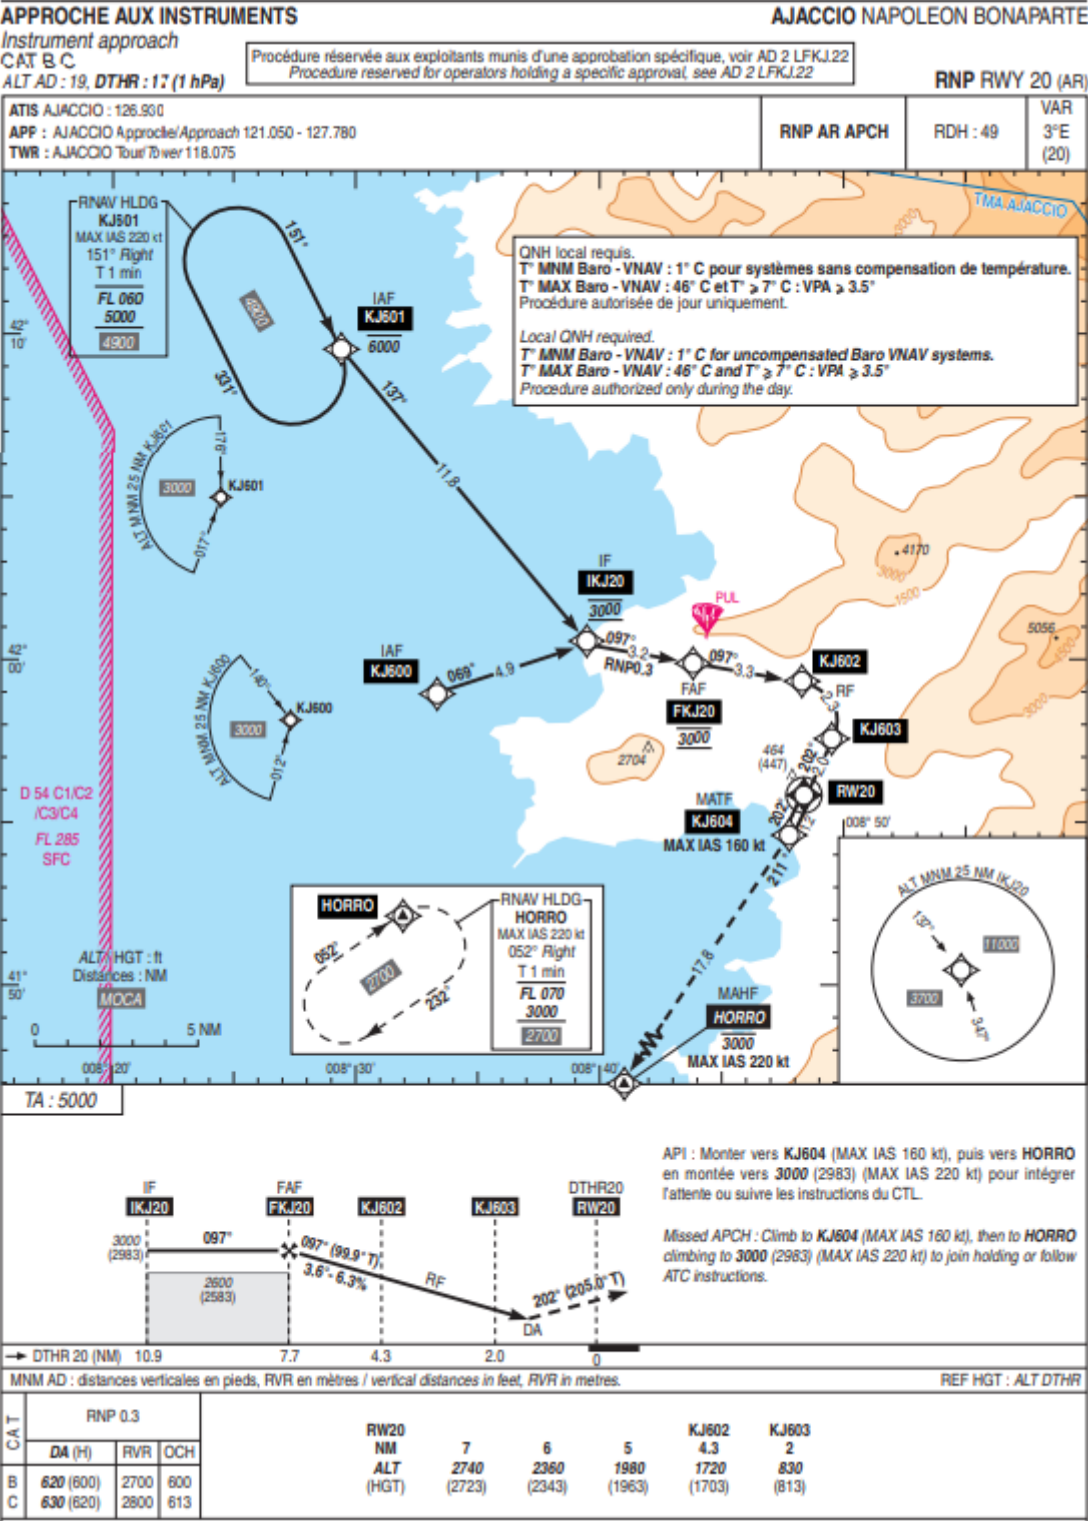 APPROCHE AUX INSTRUMENTS
AJACCIO NAPOLEON BONAPARTE
Instrument approach
CAT B C
ALT AD : 19, DTHR : 17 (1 hPa)
Procédure réservée aux exploitants munis d'une approbation spécifique, voir AD 2 LFKJ.22
Procedure reserved for operators holding a specific approval, see AD 2 LFKJ.22
RNP RWY 20 (AR)
ATIS AJACCIO : 126.930
APP : AJACCIO Approche/Approach 121.050 - 127.780
TWR : AJACCIO Tour/Tower 118.075
RNP AR APCH
RDH : 49
VAR
3°E
(20)
RNAV HLDG
KJ601
MAX IAS 220 kt
151° Right
T 1 min
FL 060
5000
4900
151°
4900
331°
IAF
KJ601
6000
137°
11.8
TMA AJACCIO
3000
QNH local requis.
T° MNM Baro - VNAV : 1° C pour systèmes sans compensation de température.
T° MAX Baro - VNAV : 46° C et T° ⩾ 7° C : VPA ⩾ 3.5°
Procédure autorisée de jour uniquement.
Local QNH required.
T° MNM Baro - VNAV : 1° C for uncompensated Baro VNAV systems.
T° MAX Baro - VNAV : 46° C and T° ⩾ 7° C : VPA ⩾ 3.5°
Procedure authorized only during the day.
42°
10'
ALT MNM 25 NM KJ601
3000
KJ601
017°
4170
3000
1500
IF
IKJ20
3000
PUL
5056
4500
3000
42°
00'
IAF
KJ600
069°
4.9
097°
3.2
RNP0.3
097°
3.3
KJ602
RF
2.3
FAF
FKJ20
3000
KJ603
ALT MNM 25 NM KJ600
140°
3000
KJ600
012°
2704
464
(447)
202°
2.0
RW20
D 54 C1/C2
/C3/C4
FL 285
SFC
MATF
KJ604
MAX IAS 160 kt
202°
1.2
211°
008° 50'
HORRO
052°
2700
232°
RNAV HLDG
HORRO
MAX IAS 220 kt
052° Right
T 1 min
FL 070
3000
2700
17.8
ALT MNM 25 NM IKJ20
137°
11000
3700
347°
ALT / HGT : ft
Distances : NM
MOCA
41°
50'
0
5 NM
MAHF
HORRO
3000
MAX IAS 220 kt
008° 20'
008° 30'
008° 40'
TA : 5000
API : Monter vers KJ604 (MAX IAS 160 kt), puis vers HORRO
en montée vers 3000 (2983) (MAX IAS 220 kt) pour intégrer
l'attente ou suivre les instructions du CTL.
Missed APCH : Climb to KJ604 (MAX IAS 160 kt), then to HORRO
climbing to 3000 (2983) (MAX IAS 220 kt) to join holding or follow
ATC instructions.
IF
IKJ20
FAF
FKJ20
KJ602
KJ603
DTHR20
RW20
3000
(2983)
097°
097° (99.9° T)
3.6° - 6.3%
RF
2600
(2583)
202° (205.0° T)
DA
DTHR 20 (NM) 10.9 7.7 4.3 2.0 0
MNM AD : distances verticales en pieds, RVR en mètres / vertical distances in feet, RVR in metres.
REF HGT : ALT DTHR
CAT
RNP 0.3
DA (H) RVR OCH
B 620 (600) 2700 600
C 630 (620) 2800 613
RW20 KJ602 KJ603
NM 7 6 5 4.3 2
ALT 2740 2360 1980 1720 830
(HGT) (2723) (2343) (1963) (1703) (813)